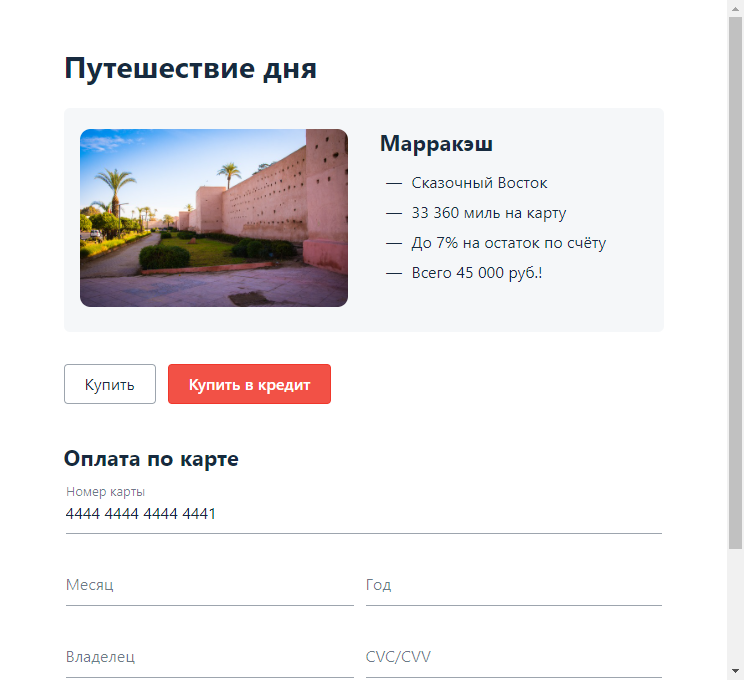 Путешествие дня
Марракэш
— Сказочный Восток
— 33 360 миль на карту
— До 7% на остаток по счёту
— Всего 45 000 руб.!
Купить Купить в кредит
Оплата по карте
Номер карты
4444 4444 4444 4441
Месяц Год
Владелец CVC/CVV